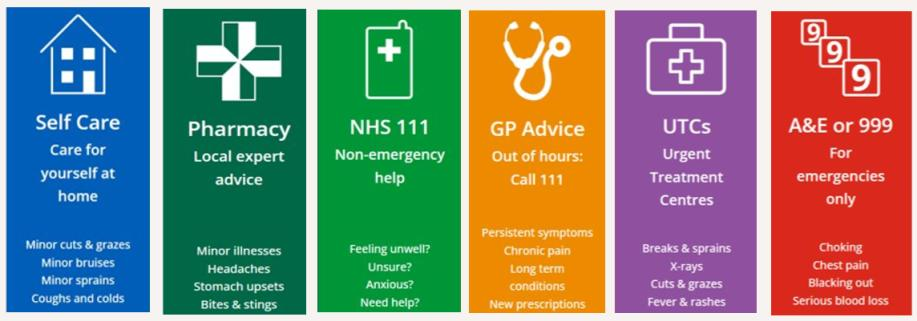 Self Care
Care for
yourself at
home
Minor cuts & grazes
Minor bruises
Minor sprains
Coughs and colds
Pharmacy
Local expert
advice
Minor illnesses
Headaches
Stomach upsets
Bites & stings
NHS 111
Non-emergency
help
Feeling unwell?
Unsure?
Anxious?
Need help?
GP Advice
Out of hours:
Call 111
Persistent symptoms
Chronic pain
Long term
conditions
New prescriptions
UTCs
Urgent
Treatment
Centres
Breaks & sprains
X-rays
Cuts & grazes
Fever & rashes
9
9
9
A&E or 999
For
emergencies
only
Choking
Chest pain
Blacking out
Serious blood loss